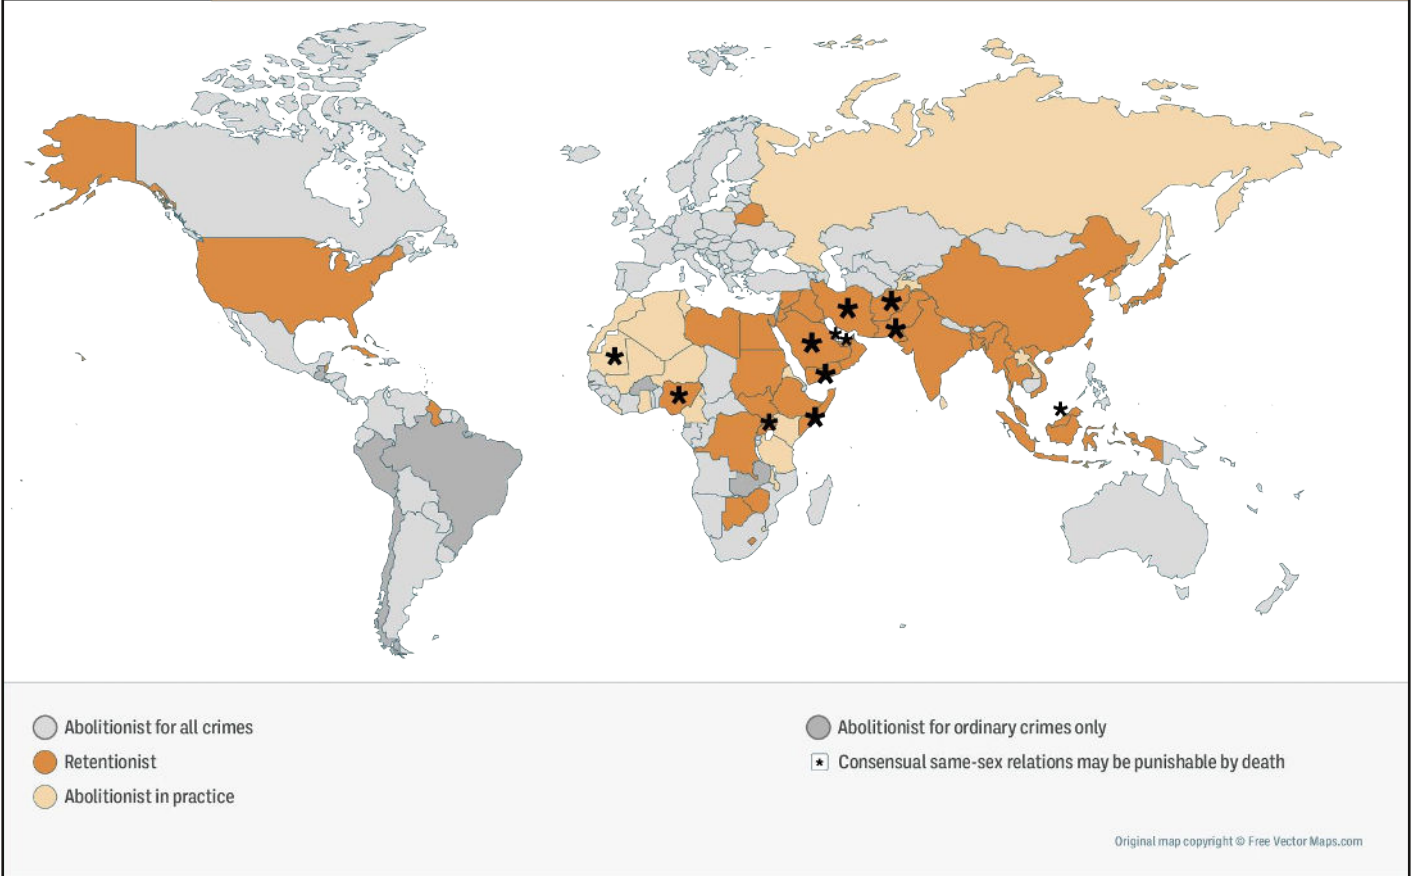 Abolitionist for all crimes
Retentionist
Abolitionist in practice
Abolitionist for ordinary crimes only
* Consensual same-sex relations may be punishable by death
Original map copyright © Free Vector Maps.com